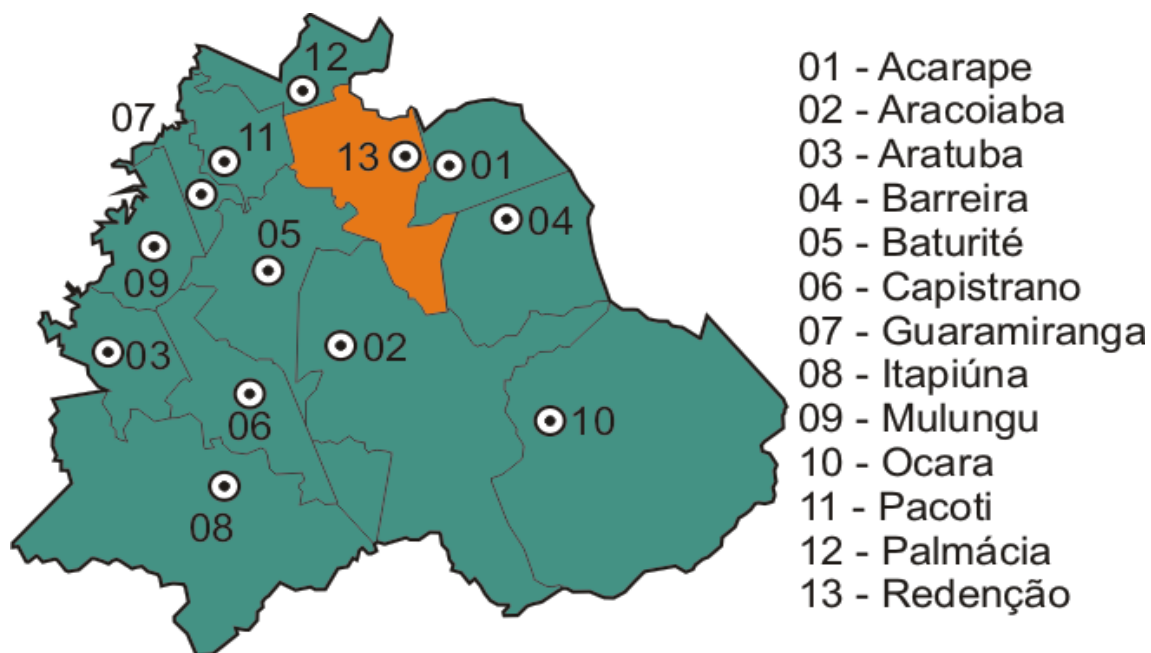 12
07
11
13
01
04
05
09
03
02
06
10
08
01 - Acarape
02 - Aracoiaba
03 - Aratuba
04 - Barreira
05 - Baturité
06 - Capistrano
07 - Guaramiranga
08 - Itapiúna
09 - Mulungu
10 - Ocara
11 - Pacoti
12 - Palmácia
13 - Redenção